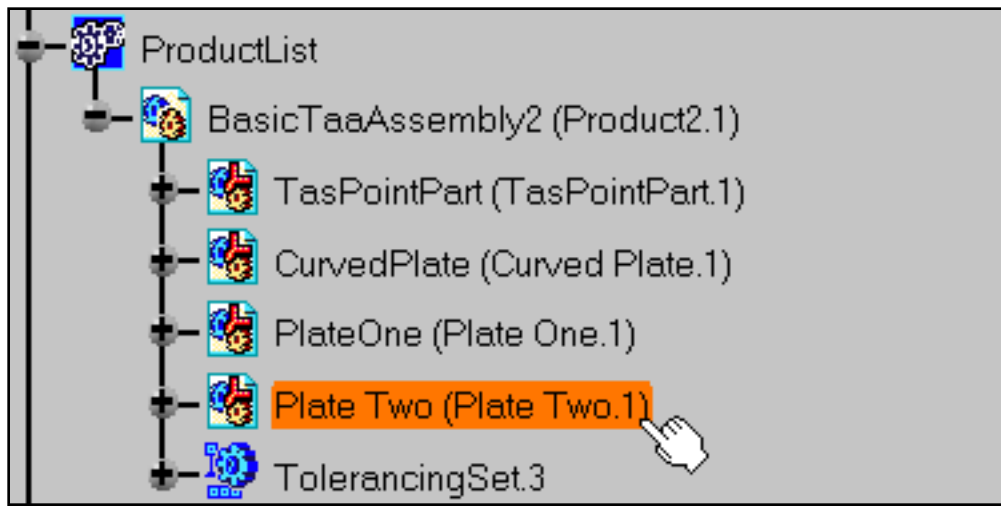 ProductList
BasicTaaAssembly2 (Product2.1)
TasPointPart (TasPointPart.1)
CurvedPlate (Curved Plate.1)
PlateOne (Plate One.1)
Plate Two (Plate Two.1)
TolerancingSet.3